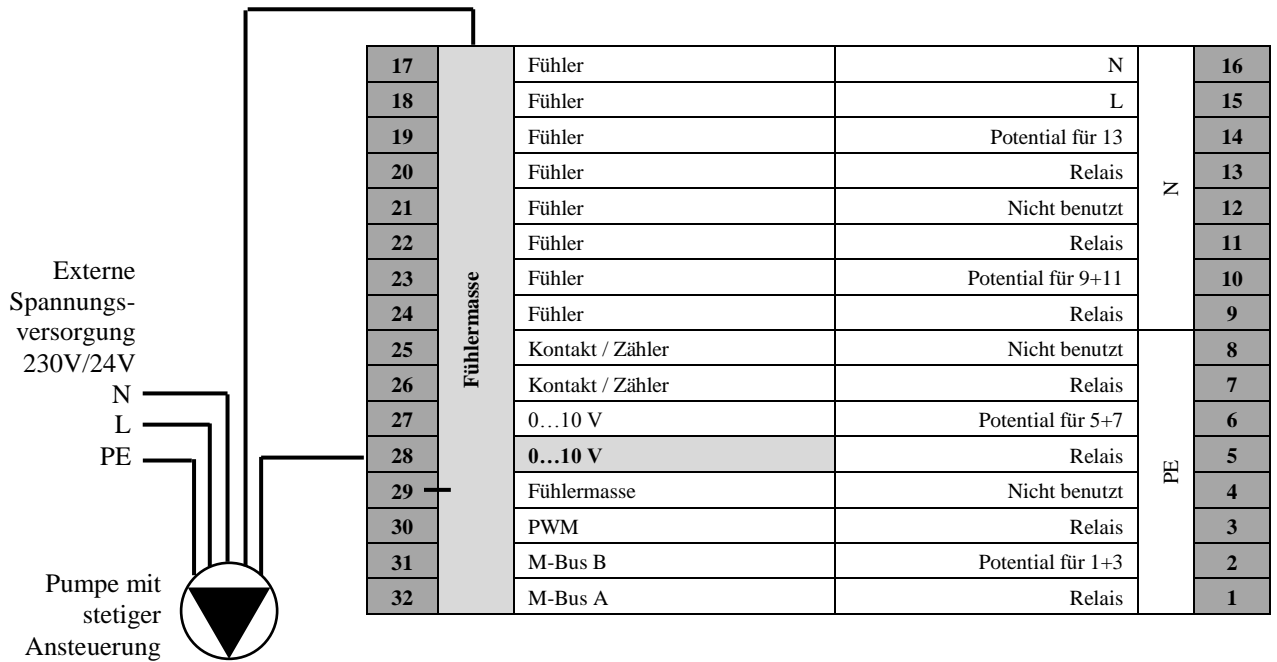 17 Fühler N 16
18 Fühler L 15
19 Fühler Potential für 13 14
20 Fühler Relais 13
21 Fühler Nicht benutzt 12
22 Fühler Relais 11
23 Fühler Potential für 9+11 10
24 Fühler Relais 9
25 Kontakt / Zähler Nicht benutzt 8
26 Kontakt / Zähler Relais 7
27 0…10 V Potential für 5+7 6
28 0…10 V Relais 5
29 Fühlermasse Nicht benutzt 4
30 PWM Relais 3
31 M-Bus B Potential für 1+3 2
32 M-Bus A Relais 1
Fühlermasse
N
PE
Externe
Spannungs-
versorgung
230V/24V
N
L
PE
Pumpe mit
stetiger
Ansteuerung